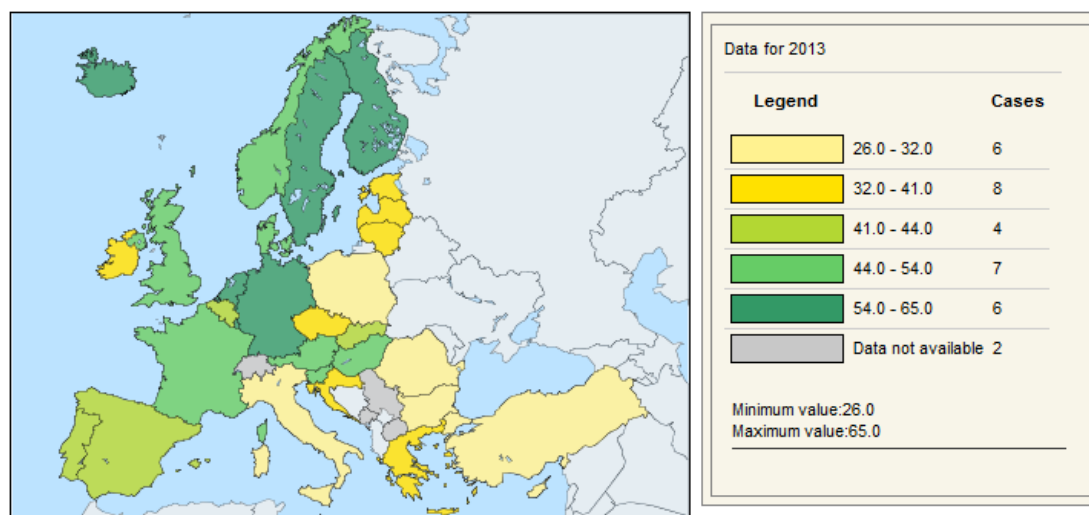 Data for 2013
Legend Cases
26.0 - 32.0 6
32.0 - 41.0 8
41.0 - 44.0 4
44.0 - 54.0 7
54.0 - 65.0 6
Data not available 2
Minimum value:26.0
Maximum value:65.0